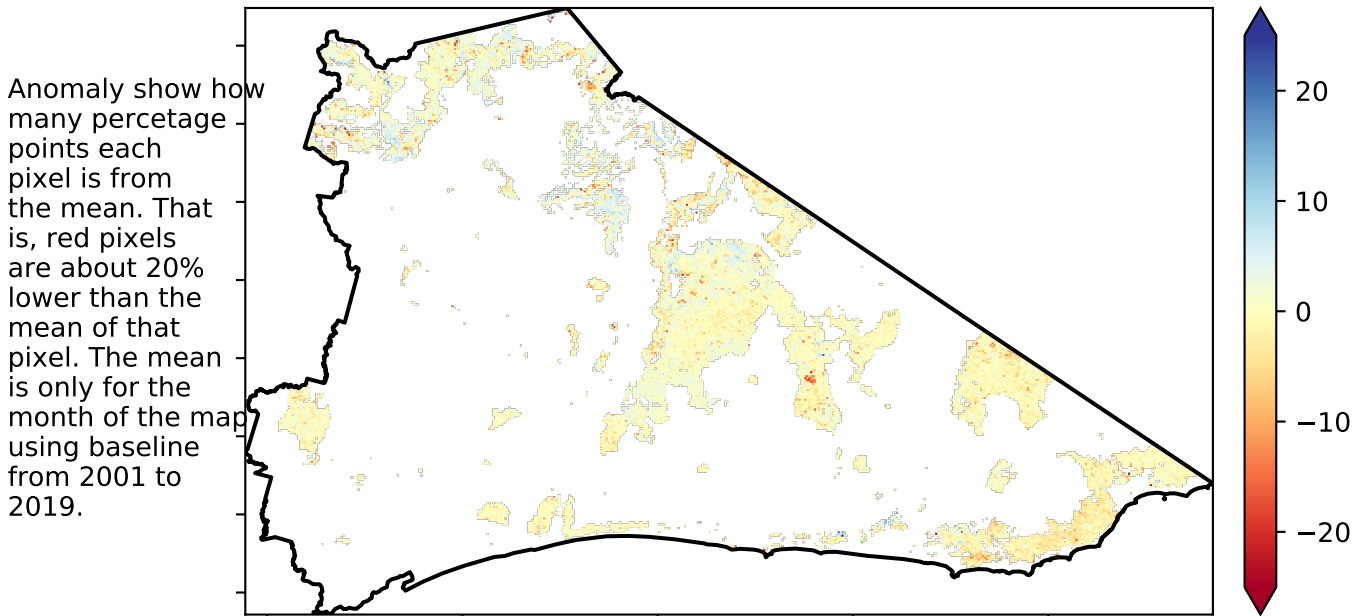 Anomaly show how
many percetage
points each
pixel is from
the mean. That
is, red pixels
are about 20%
lower than the
mean of that
pixel. The mean
is only for the
month of the map
using baseline
from 2001 to
2019.
20
10
0
−10
−20